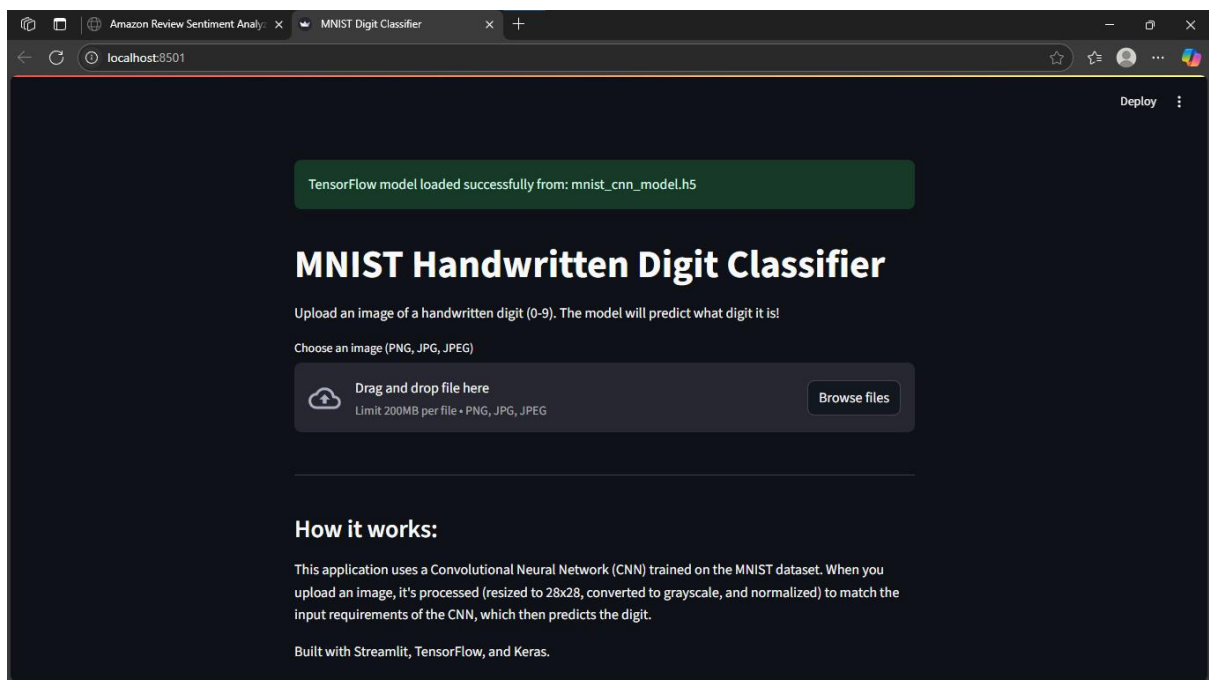 Amazon Review Sentiment Analy
MNIST Digit Classifier
localhost:8501
Deploy
TensorFlow model loaded successfully from: mnist_cnn_model.h5
MNIST Handwritten Digit Classifier
Upload an image of a handwritten digit (0-9). The model will predict what digit it is!
Choose an image (PNG, JPG, JPEG)
Drag and drop file here
Limit 200MB per file • PNG, JPG, JPEG
Browse files
How it works:
This application uses a Convolutional Neural Network (CNN) trained on the MNIST dataset. When you
upload an image, it's processed (resized to 28x28, converted to grayscale, and normalized) to match the
input requirements of the CNN, which then predicts the digit.
Built with Streamlit, TensorFlow, and Keras.